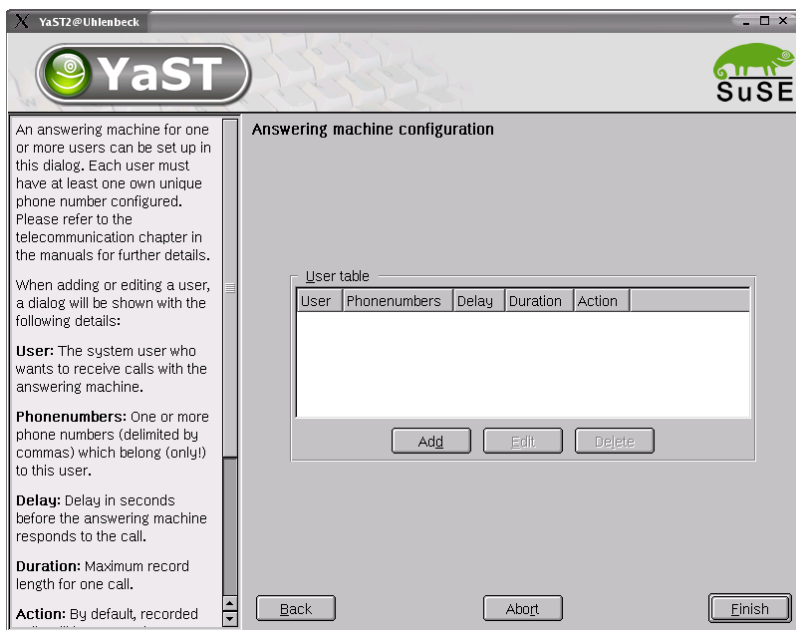 YaST2@Uhlenbeck
YaST
SuSE
An answering machine for one
or more users can be set up in
this dialog. Each user must
have at least one own unique
phone number configured.
Please refer to the
telecommunication chapter in
the manuals for further details.
When adding or editing a user,
a dialog will be shown with the
following details:
User: The system user who
wants to receive calls with the
answering machine.
Phonenumbers: One or more
phone numbers (delimited by
commas) which belong (only!)
to this user.
Delay: Delay in seconds
before the answering machine
responds to the call.
Duration: Maximum record
length for one call.
Action: By default, recorded
Answering machine configuration
User table
User Phonenumbers Delay Duration Action
Add Edit Delete
Back Abort Finish